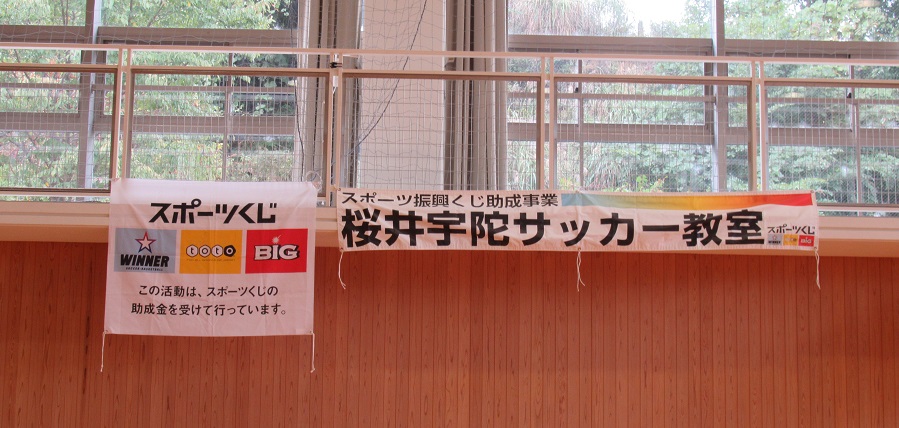 スポーツくじ
WINNER
toto
BIG
この活動は、スポーツくじの
助成金を受けて行っています。
スポーツ振興くじ助成事業
桜井宇陀サッカー教室
スポーツくじ
BIG